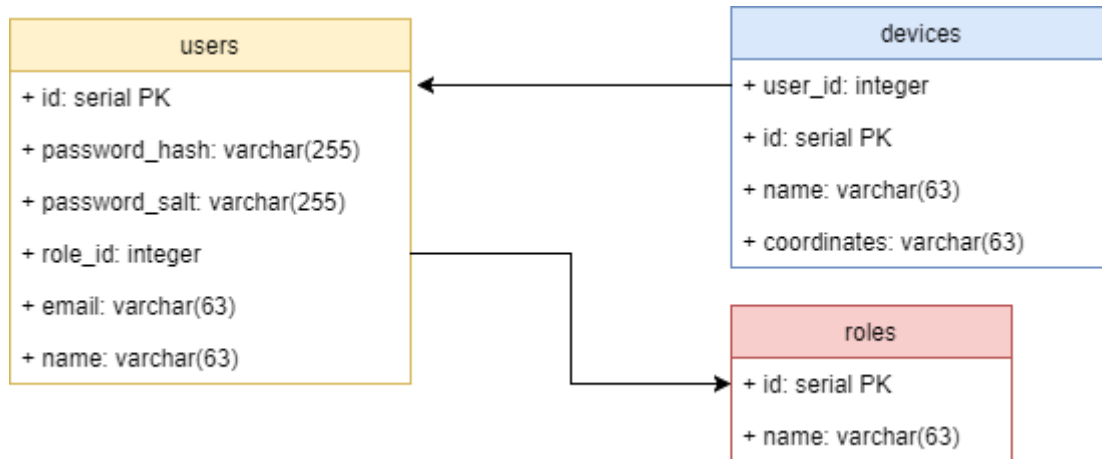 users
+ id: serial PK
+ password_hash: varchar(255)
+ password_salt: varchar(255)
+ role_id: integer
+ email: varchar(63)
+ name: varchar(63)
devices
+ user_id: integer
+ id: serial PK
+ name: varchar(63)
+ coordinates: varchar(63)
roles
+ id: serial PK
+ name: varchar(63)